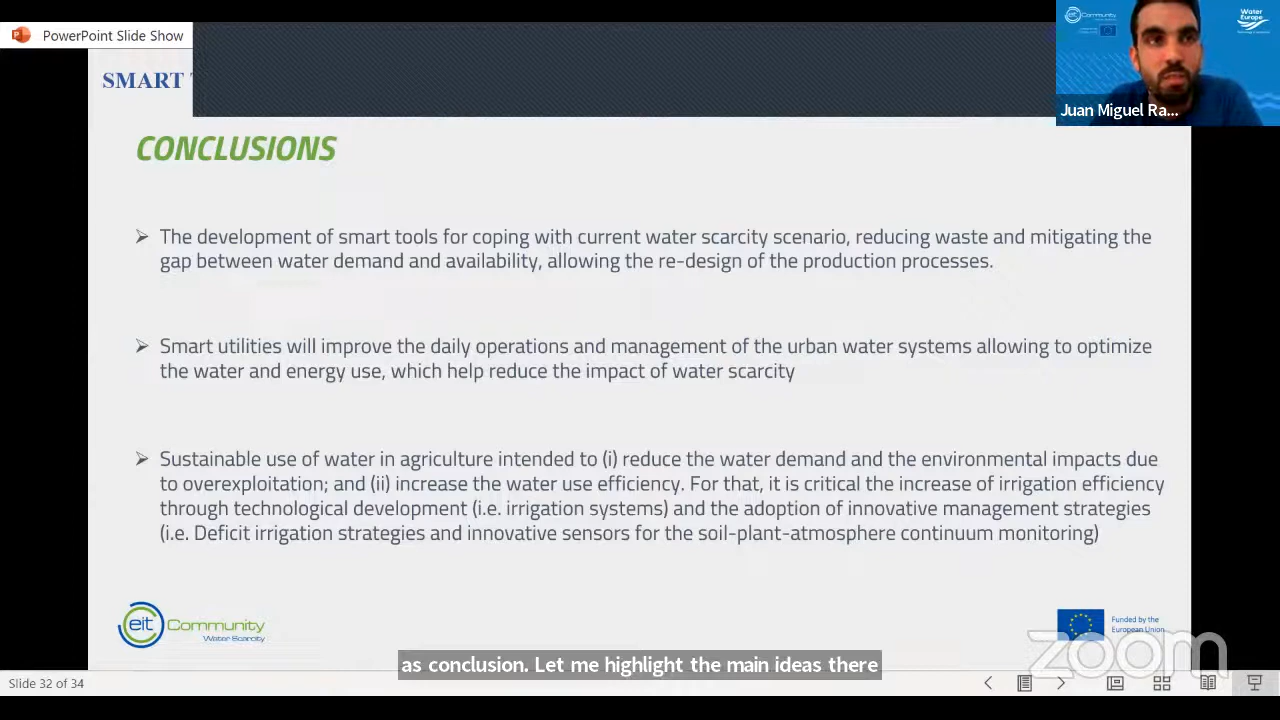 PowerPoint Slide Show
SMART
eit Community
Water Europe
Juan Miguel Ra...
CONCLUSIONS
➢ The development of smart tools for coping with current water scarcity scenario, reducing waste and mitigating the
gap between water demand and availability, allowing the re-design of the production processes.
➢ Smart utilities will improve the daily operations and management of the urban water systems allowing to optimize
the water and energy use, which help reduce the impact of water scarcity
➢ Sustainable use of water in agriculture intended to (i) reduce the water demand and the environmental impacts due
to overexploitation; and (ii) increase the water use efficiency. For that, it is critical the increase of irrigation efficiency
through technological development (i.e. irrigation systems) and the adoption of innovative management strategies
(i.e. Deficit irrigation strategies and innovative sensors for the soil-plant-atmosphere continuum monitoring)
eit Community
Water Scarcity
Funded by the
European Union
zoom
as conclusion. Let me highlight the main ideas there
Slide 32 of 34